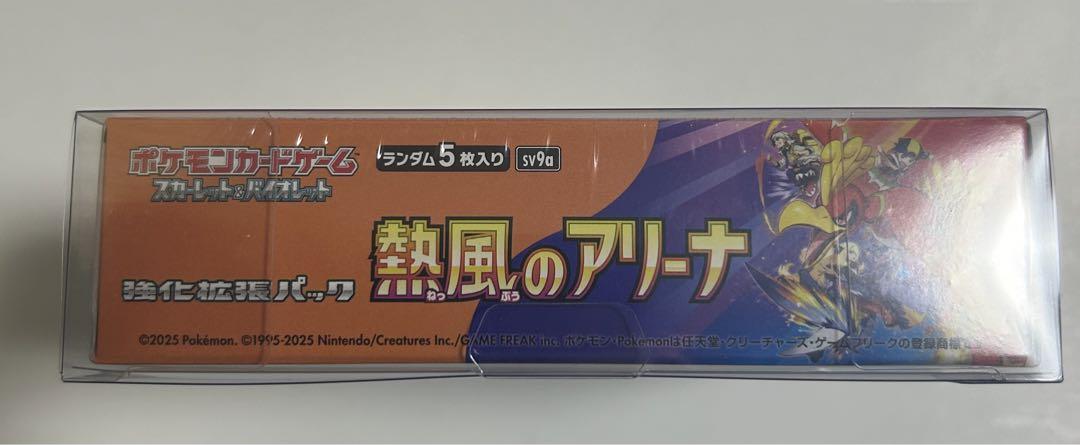 ポケモンカードゲーム
スカーレット&バイオレット
ランダム5枚入り
sv9a
強化拡張パック
熱風のアリーナ
ねっ ぷう
©2025 Pokémon. ©1995-2025 Nintendo/Creatures Inc./GAME FREAK inc. ポケモン・Pokémonは任天堂・クリーチャーズ・ゲームフリークの登録商標です